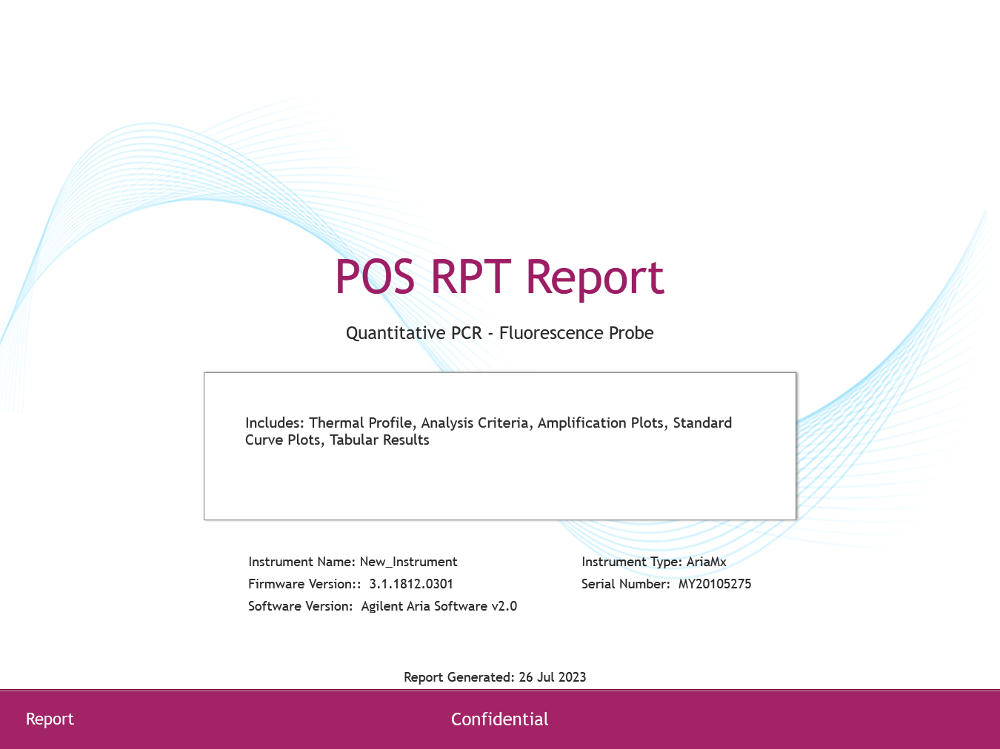 POS RPT Report
Quantitative PCR - Fluorescence Probe
Includes: Thermal Profile, Analysis Criteria, Amplification Plots, Standard
Curve Plots, Tabular Results
Instrument Name: New_Instrument
Instrument Type: AriaMx
Firmware Version::  3.1.1812.0301
Serial Number:  MY20105275
Software Version:  Agilent Aria Software v2.0
Report Generated: 26 Jul 2023
Report
Confidential